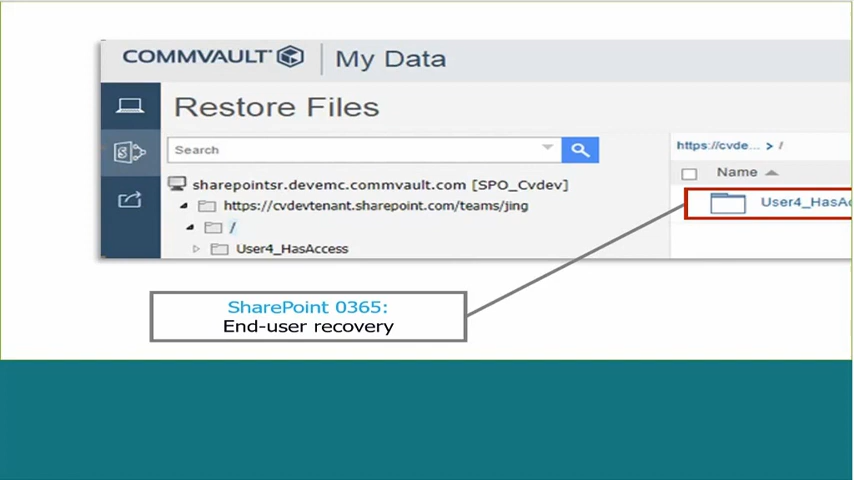 COMMVAULT My Data
Restore Files
Search
https://cvde... > /
Name
sharepointsr.devemc.commvault.com [SPO_Cvdev]
https://cvdevtenant.sharepoint.com/teams/jing
/
User4_HasAccess
User4_HasAc
SharePoint 0365:
End-user recovery